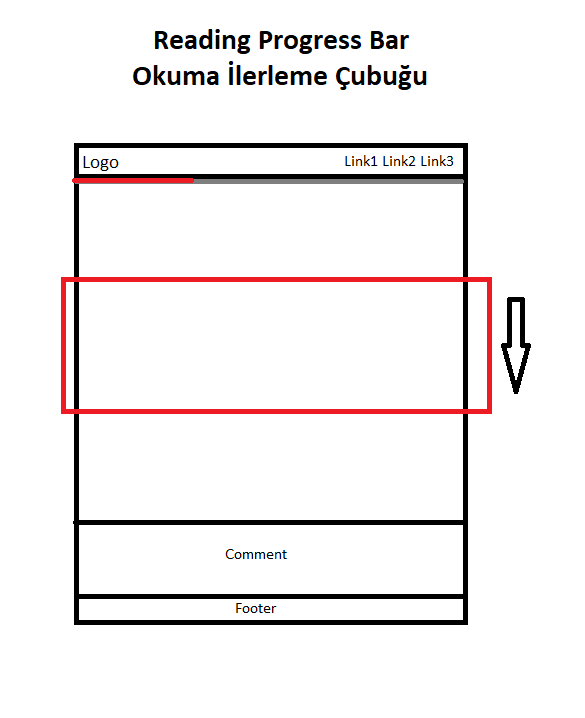 Reading Progress Bar
Okuma İlerleme Çubuğu
Logo Link1 Link2 Link3
Comment
Footer